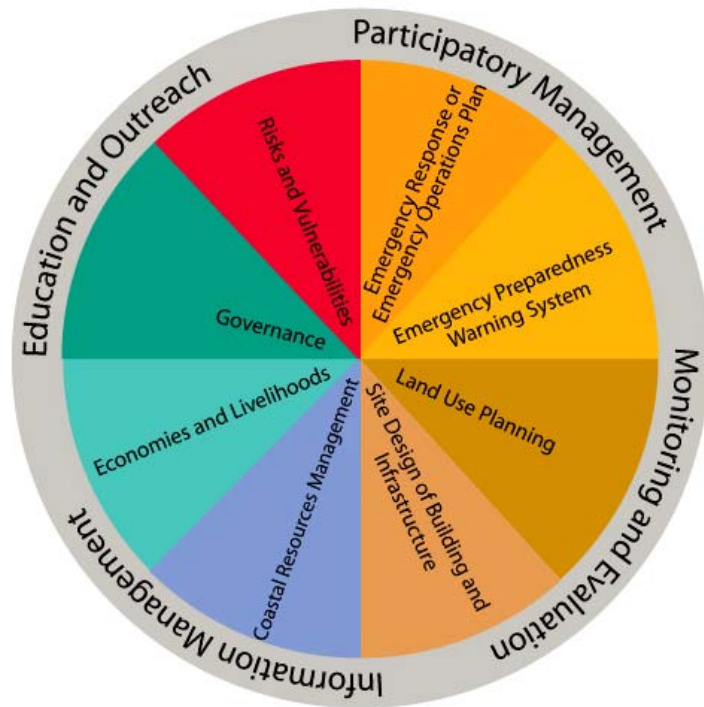 Education and Outreach
Participatory Management
Monitoring and Evaluation
Information Management
Risks and Vulnerabilities
Emergency Response or
Emergency Operations Plan
Emergency Preparedness
Warning System
Land Use Planning
Site Design of Building and
Infrastructure
Coastal Resources Management
Economies and Livelihoods
Governance